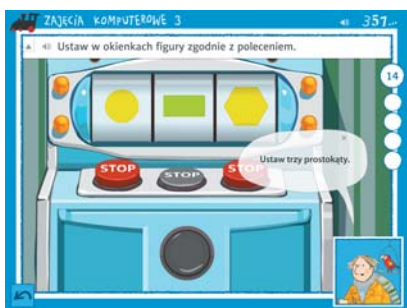 ZAJĘCIA KOMPUTEROWE 3
357...
Ustaw w okienkach figury zgodnie z poleceniem.
14
Ustaw trzy prostokąty.
STOP
STOP
STOP